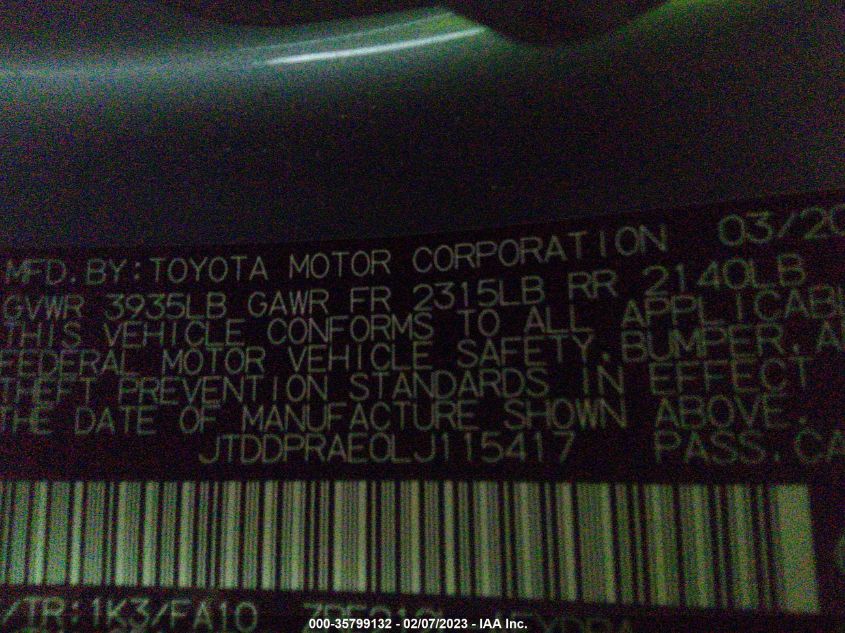 MFD. BY: TOYOTA MOTOR CORPORATION 03/20
GVWR 3935LB GAWR FR 2315LB RR 2140LB
THIS VEHICLE CONFORMS TO ALL APPLICABL
FEDERAL MOTOR VEHICLE SAFETY, BUMPER, A
THEFT PREVENTION STANDARDS IN EFFECT
THE DATE OF MANUFACTURE SHOWN ABOVE.
JTDDPRAE0LJ115417 PASS. CA
/TR: 1K3/FA10
000-35799132 - 02/07/2023 - IAA Inc.